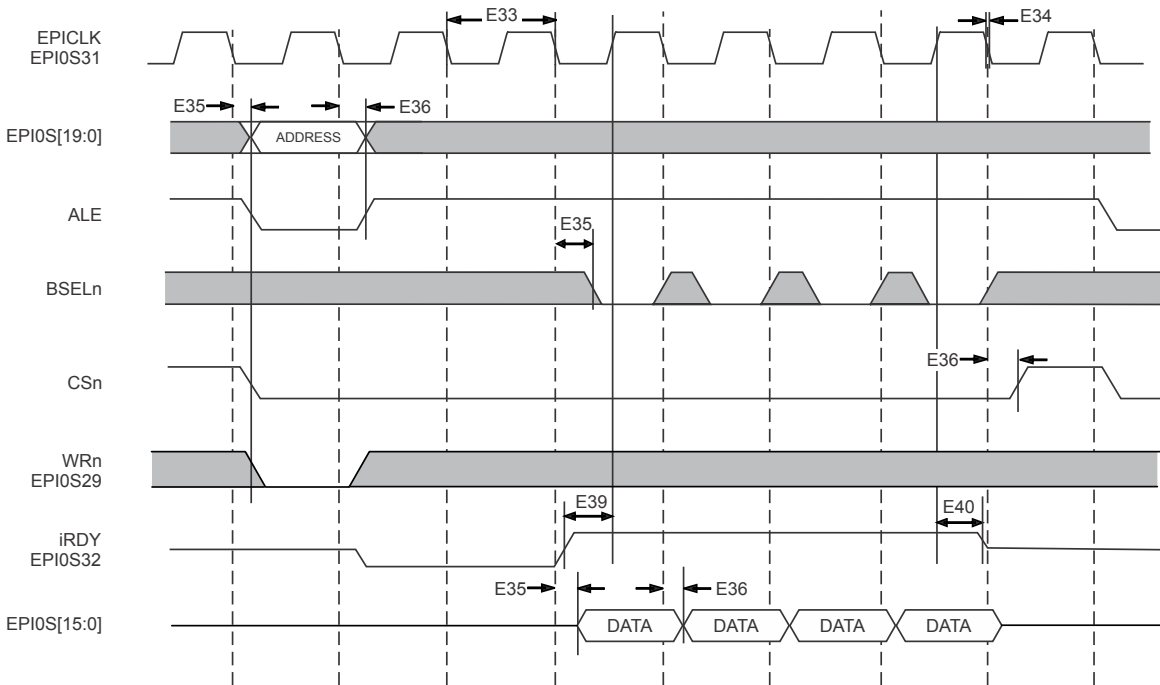 E33
E34
EPICLK
EPI0S31
E35
E36
EPI0S[19:0]
ADDRESS
ALE
E35
BSELn
E36
CSn
WRn
EPI0S29
E39
E40
iRDY
EPI0S32
E35
E36
EPI0S[15:0]
DATA
DATA
DATA
DATA